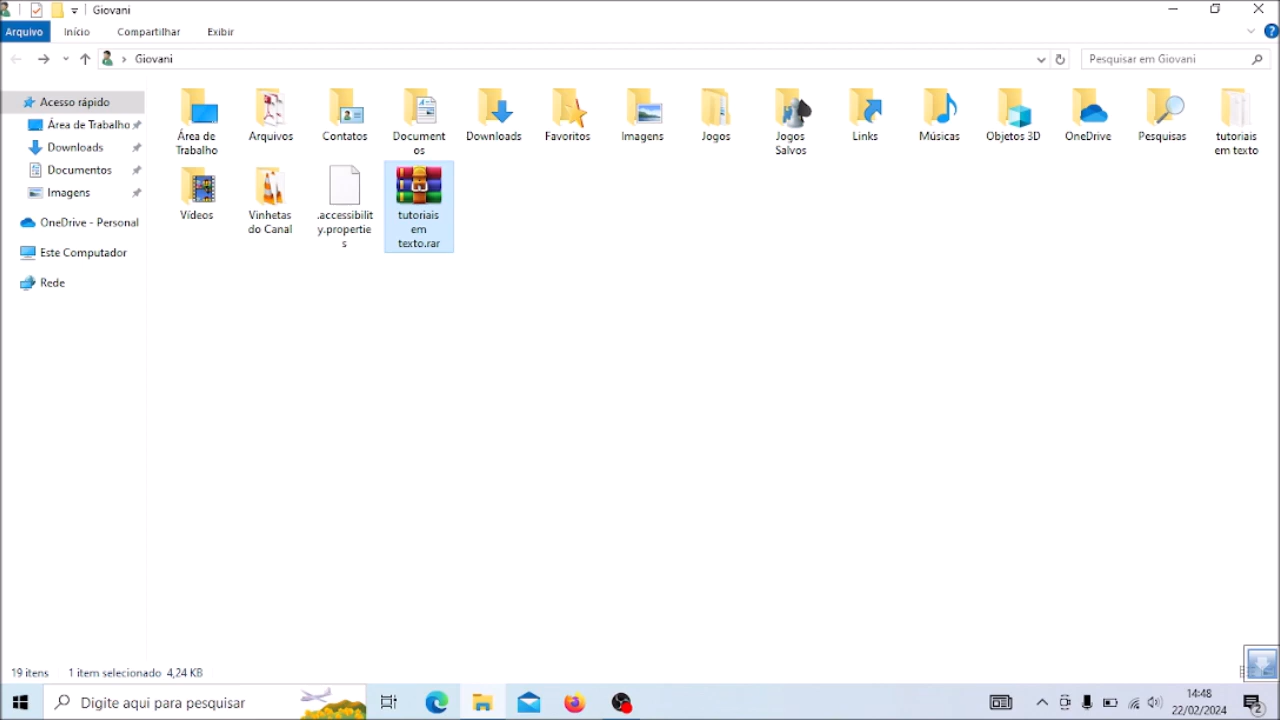 Giovani
Arquivo Início Compartilhar Exibir
Giovani Pesquisar em Giovani
Acesso rápido
Área de Trabalho
Downloads
Documentos
Imagens
OneDrive - Personal
Este Computador
Rede
Área de
Trabalho
Arquivos
Contatos
Document
os
Downloads
Favoritos
Imagens
Jogos
Jogos
Salvos
Links
Músicas
Objetos 3D
OneDrive
Pesquisas
tutoriais
em texto
Vídeos
Vinhetas
do Canal
.accessibilit
y.propertie
s
tutoriais
em
texto.rar
19 itens 1 item selecionado 4,24 KB
Digite aqui para pesquisar
14:48
22/02/2024
2